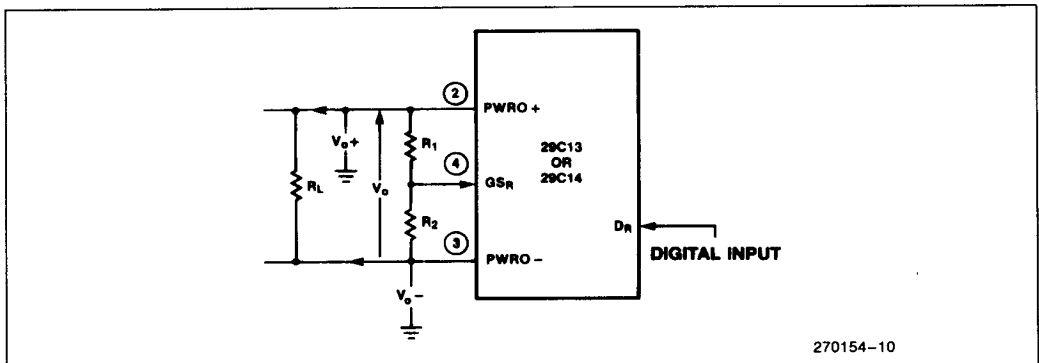 ② PWRO +
Vo+
R1
29C13
OR
29C14
④ GSR
RL
Vo
R2
DR
DIGITAL INPUT
③ PWRO –
Vo–
270154–10